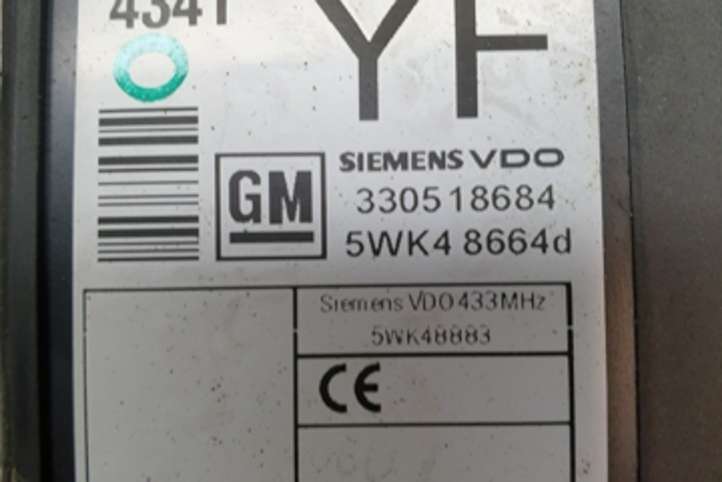 4341
YF
GM
SIEMENS VDO
330518684
5WK4 8664d
Siemens VDO 433MHz
5WK48883
CE